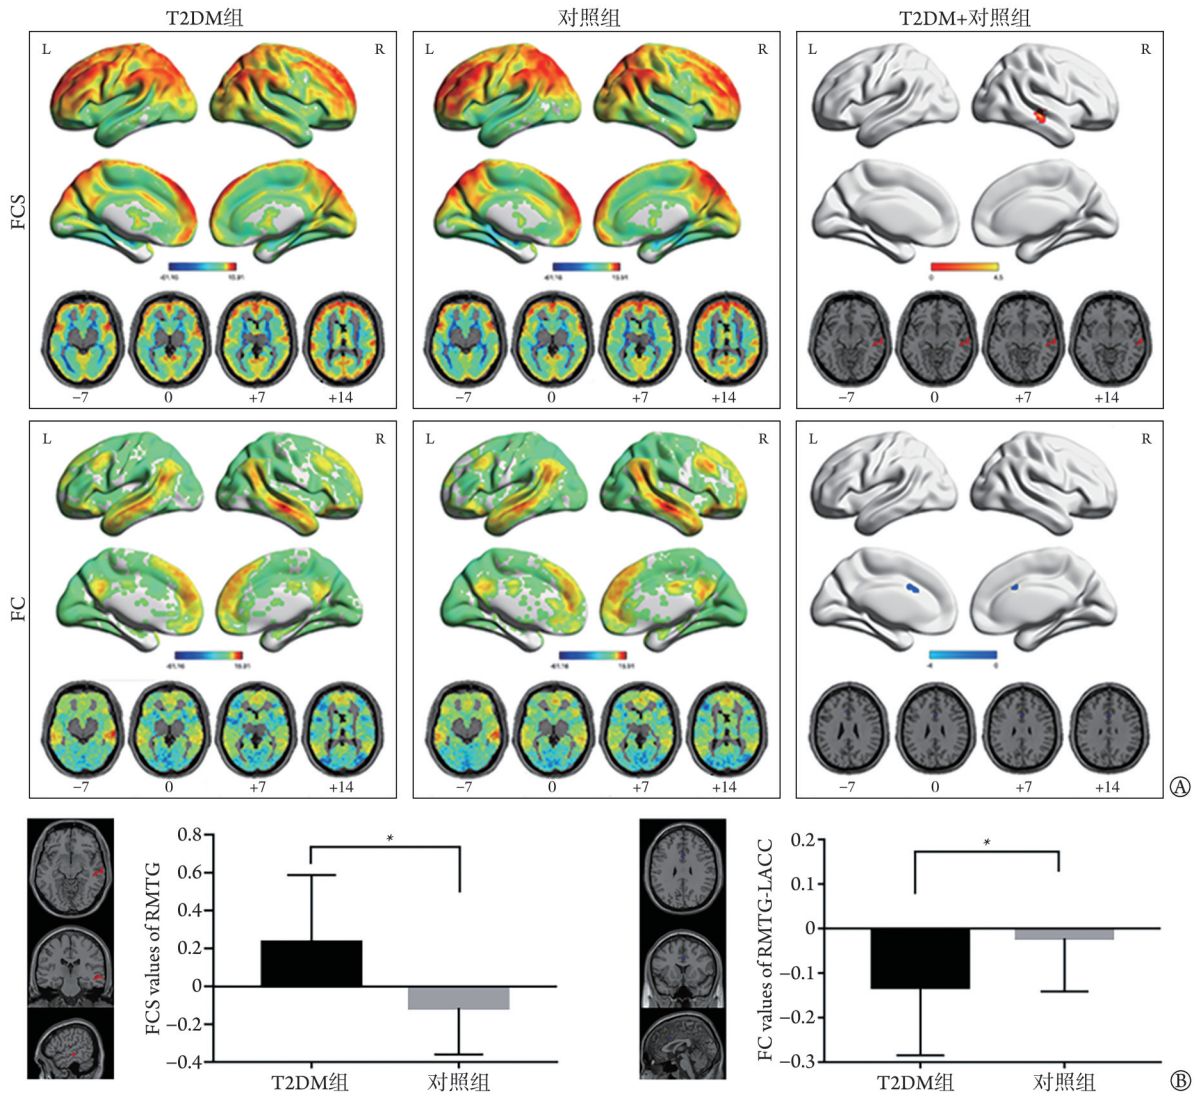 T2DM组 对照组 T2DM+对照组
L R L R L R
FCS
0 4.5
−7 0 +7 +14 −7 0 +7 +14 −7 0 +7 +14
L R L R L R
FC
0
−7 0 +7 +14 −7 0 +7 +14 −7 0 +7 +14
Ⓐ
FCS values of RMTG
0.8
0.6
0.4
0.2
0
−0.2
−0.4
*
T2DM组 对照组
FC values of RMTG-LACC
0.2
0.1
0
−0.1
−0.2
−0.3
*
T2DM组 对照组
Ⓑ